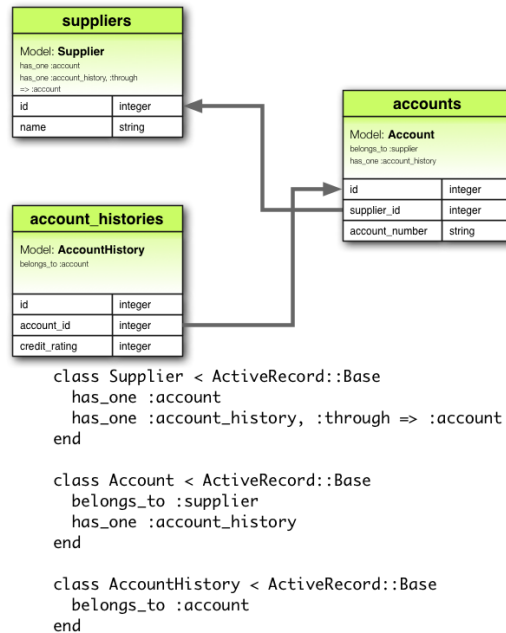 suppliers
Model: Supplier
has_one :account
has_one :account_history, :through
=> :account
id integer
name string
accounts
Model: Account
belongs_to :supplier
has_one :account_history
id integer
supplier_id integer
account_number string
account_histories
Model: AccountHistory
belongs_to :account
id integer
account_id integer
credit_rating integer
class Supplier < ActiveRecord::Base
  has_one :account
  has_one :account_history, :through => :account
end
class Account < ActiveRecord::Base
  belongs_to :supplier
  has_one :account_history
end
class AccountHistory < ActiveRecord::Base
  belongs_to :account
end